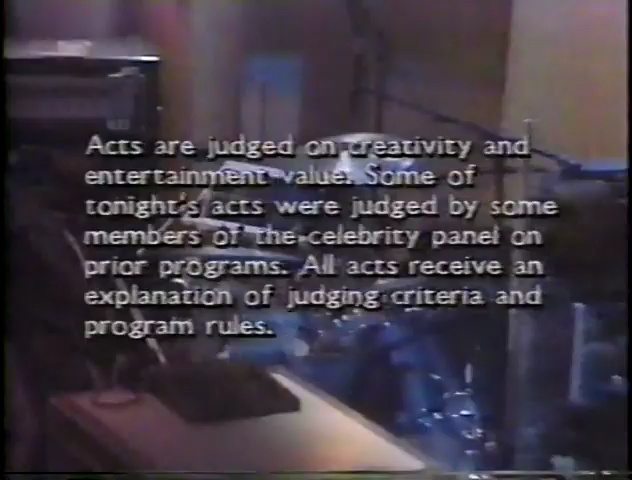 Acts are judged on creativity and
entertainment value. Some of
tonight's acts were judged by some
members of the celebrity panel on
prior programs. All acts receive an
explanation of judging criteria and
program rules.